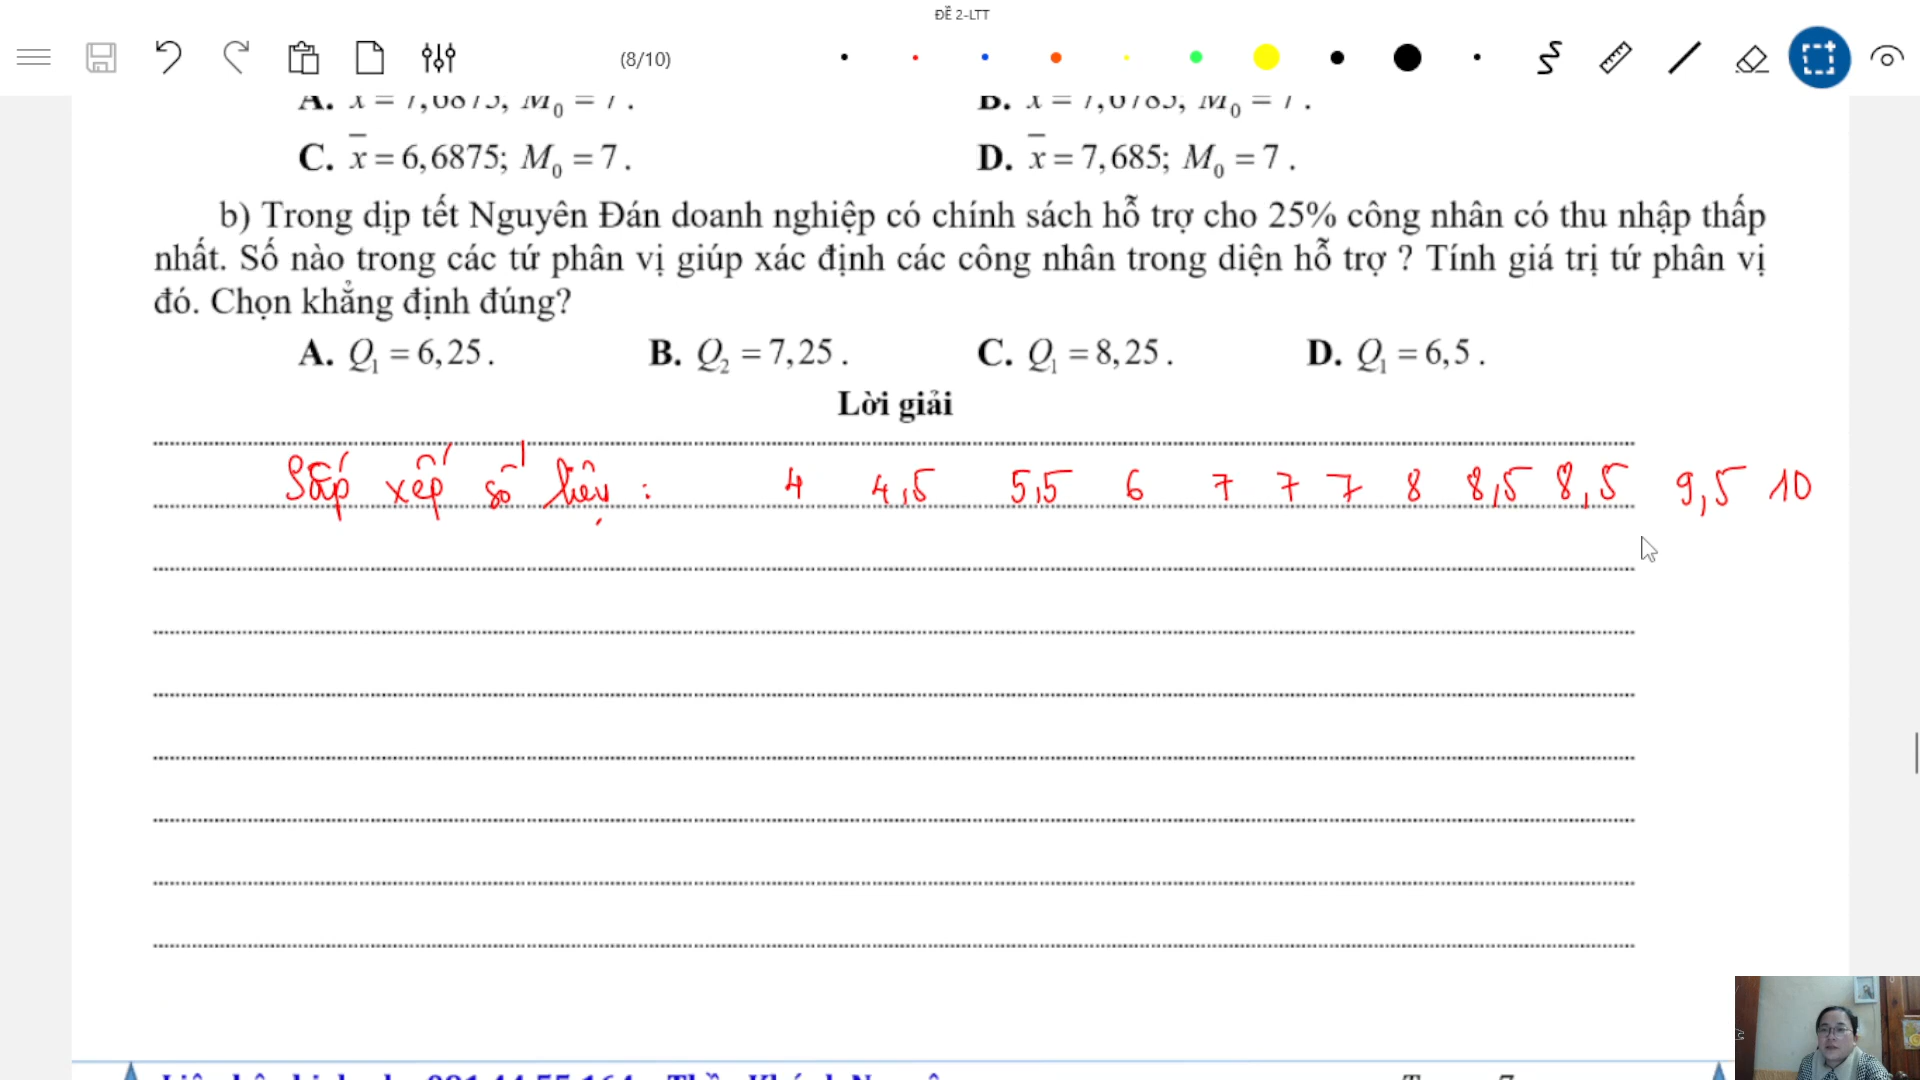 ĐỀ 2-LTT
(8/10)
C. x̄ = 6,6875; M₀ = 7 .
D. x̄ = 7,685; M₀ = 7 .
b) Trong dịp tết Nguyên Đán doanh nghiệp có chính sách hỗ trợ cho 25% công nhân có thu nhập thấp
nhất. Số nào trong các tứ phân vị giúp xác định các công nhân trong diện hỗ trợ ? Tính giá trị tứ phân vị
đó. Chọn khẳng định đúng?
A. Q₁ = 6,25 .
B. Q₂ = 7,25 .
C. Q₁ = 8,25 .
D. Q₁ = 6,5 .
Lời giải
Sắp xếp số liệu : 4 4,5 5,5 6 7 7 7 8 8,5 8,5 9,5 10